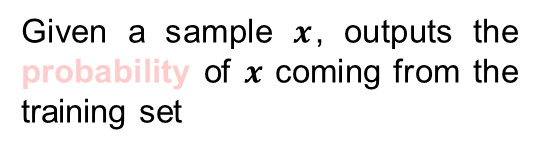 Given a sample x, outputs the
probability of x coming from the
training set